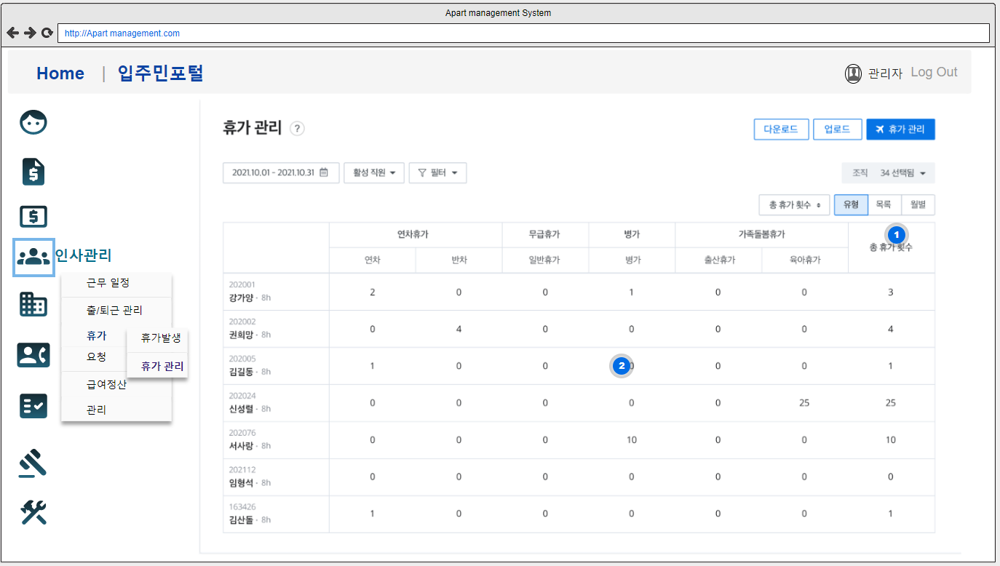 Apart management System
http://Apart management.com
Home | 입주민포털
관리자 Log Out
휴가 관리 ?
다운로드 업로드 휴가 관리
2021.10.01 - 2021.10.31 활성 직원 필터
조직 34 선택됨
총 휴가 횟수 유형 목록 월별
인사관리
근무 일정
출/퇴근 관리
휴가
요청
급여정산
관리
휴가발생
휴가 관리
연차휴가 무급휴가 병가 가족돌봄휴가 1
총 휴가 횟수
연차 반차 일반휴가 병가 출산휴가 육아휴가
202001
강가양 · 8h 2 0 0 1 0 0 3
202002
권희망 · 8h 0 4 0 0 0 0 4
202005
김길동 · 8h 1 0 0 2 0 0 0 1
202024
신성렬 · 8h 0 0 0 0 0 25 25
202076
서사랑 · 8h 0 0 0 10 0 0 10
202112
임형석 · 8h 0 0 0 0 0 0 0
163426
김산돌 · 8h 1 0 0 0 0 0 1